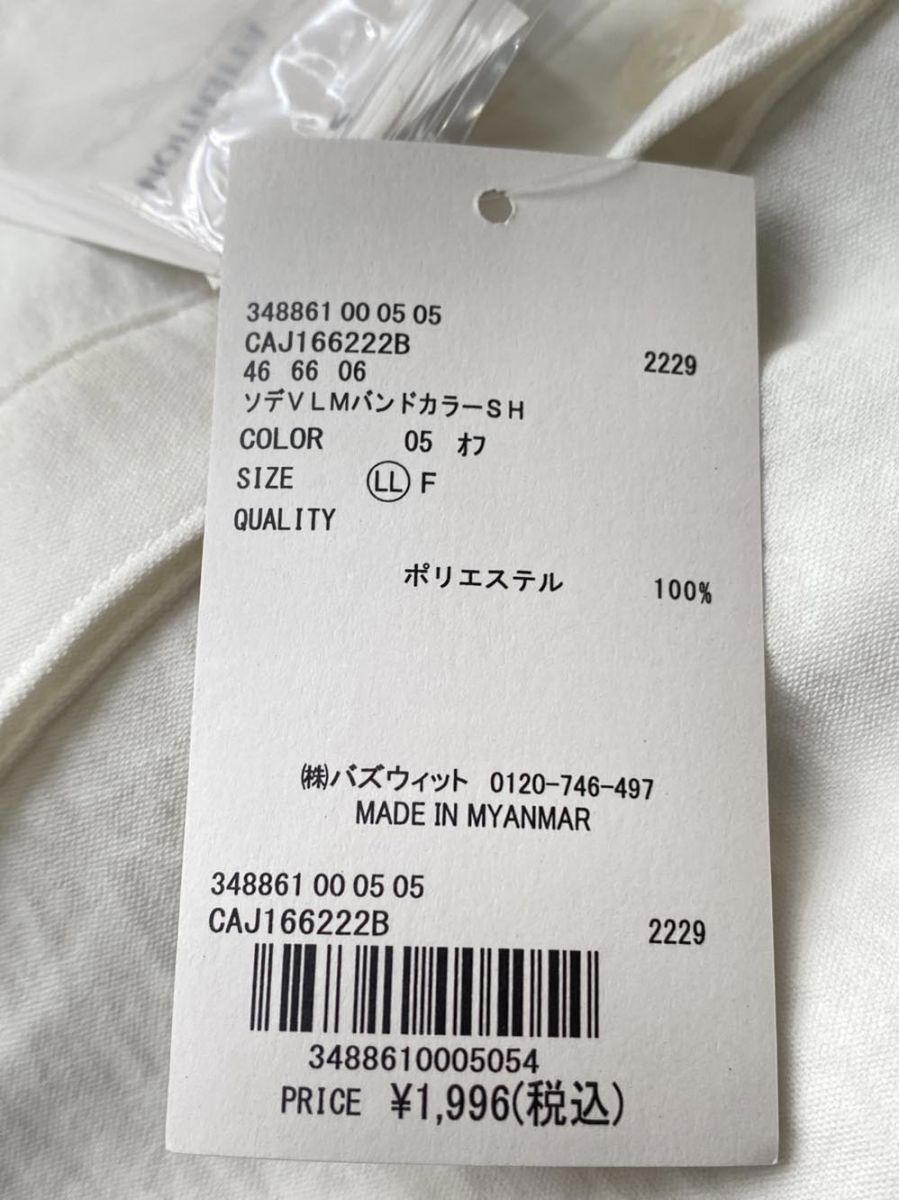 ATTENTION
348861 00 05 05
CAJ166222B
46 66 06 2229
ソデVLMバンドカラーSH
COLOR 05 オフ
SIZE LL F
QUALITY
ポリエステル 100%
㈱バズウィット 0120-746-497
MADE IN MYANMAR
348861 00 05 05
CAJ166222B 2229
3488610005054
PRICE ¥1,996(税込)